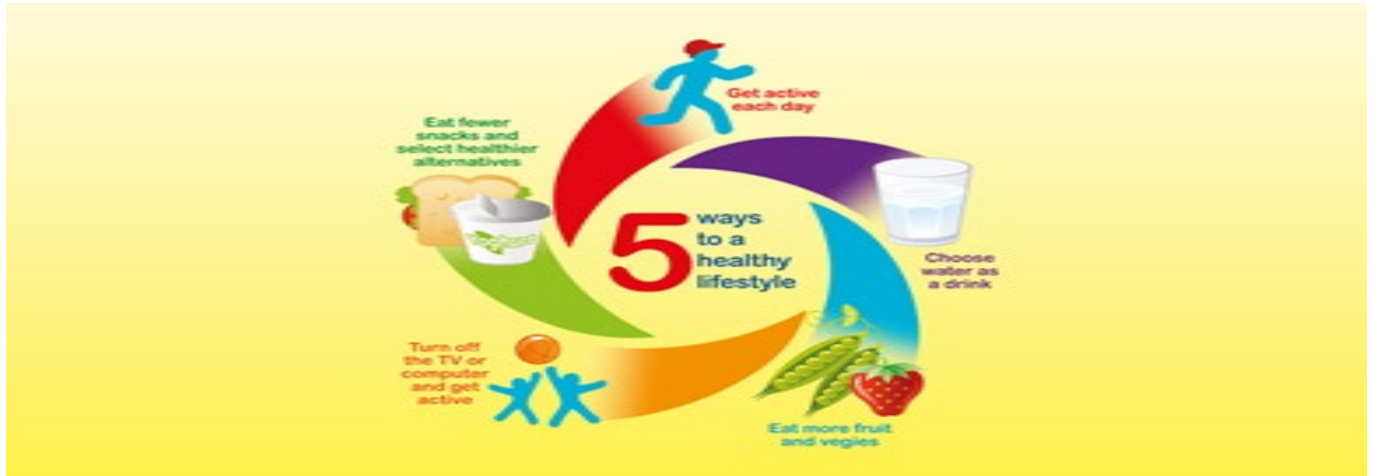 Get active
each day
Eat fewer
snacks and
select healthier
alternatives
5
ways
to a
healthy
lifestyle
Yoghurt
Choose
water as
a drink
Turn off
the TV or
computer
and get
active
Eat more fruit
and vegies